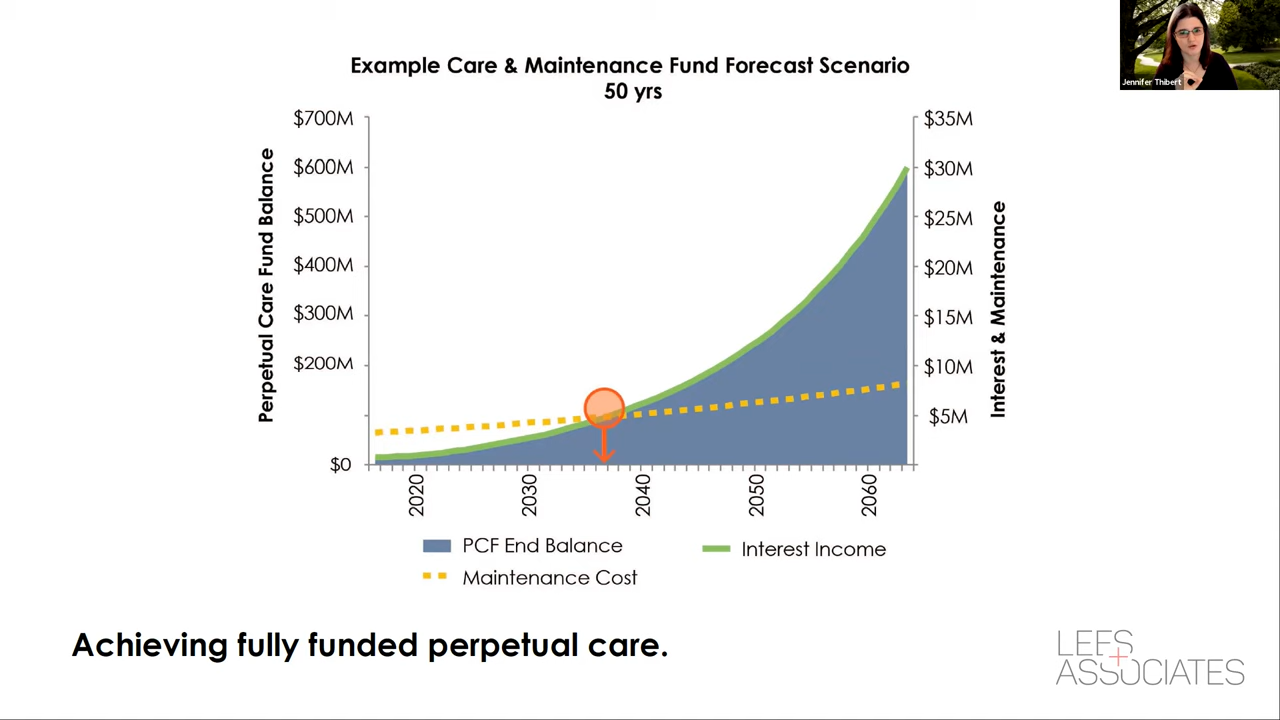 Jennifer Thibert
Example Care & Maintenance Fund Forecast Scenario
50 yrs
Perpetual Care Fund Balance
$700M
$600M
$500M
$400M
$300M
$200M
$0
$35M
$30M
$25M
$20M
$15M
$10M
$5M
Interest & Maintenance
2020
2030
2040
2050
2060
PCF End Balance
Interest Income
Maintenance Cost
Achieving fully funded perpetual care.
LEES
+
ASSOCIATES